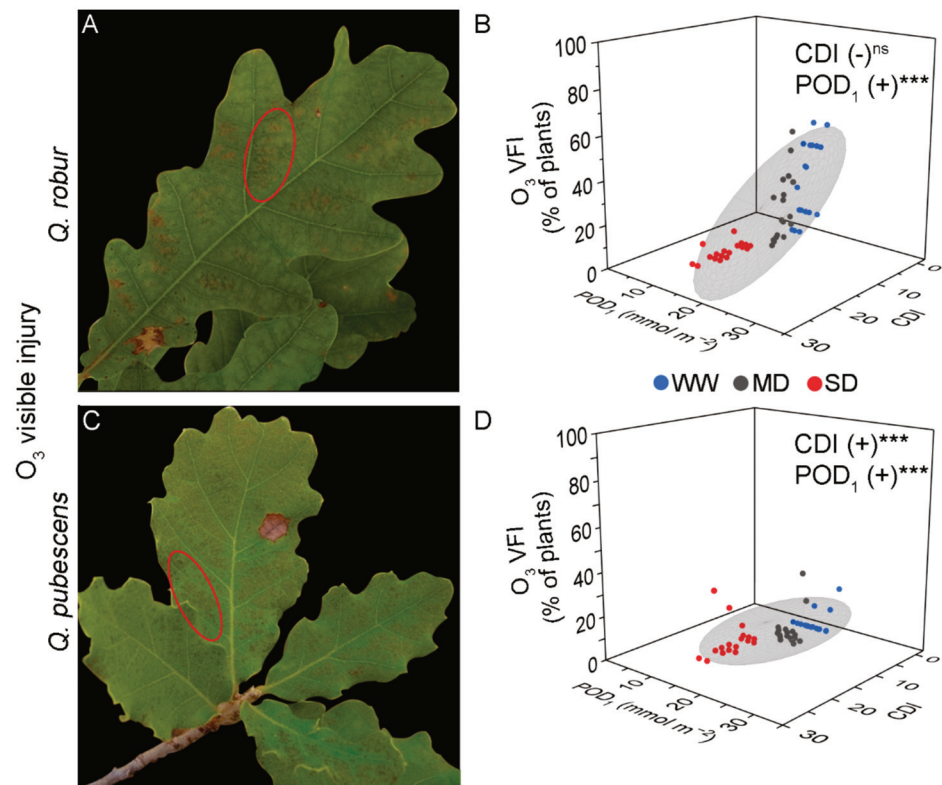 O₃ visible injury
Q. robur
Q. pubescens
A
B
CDI (-)ⁿˢ
POD₁ (+)***
O₃ VFI
(% of plants)
100
80
60
40
20
0
POD₁ (mmol m⁻²)
10
20
30
CDI
0
10
20
30
WW MD SD
C
D
CDI (+)***
POD₁ (+)***
O₃ VFI
(% of plants)
100
80
60
40
20
0
POD₁ (mmol m⁻²)
10
20
30
CDI
0
10
20
30